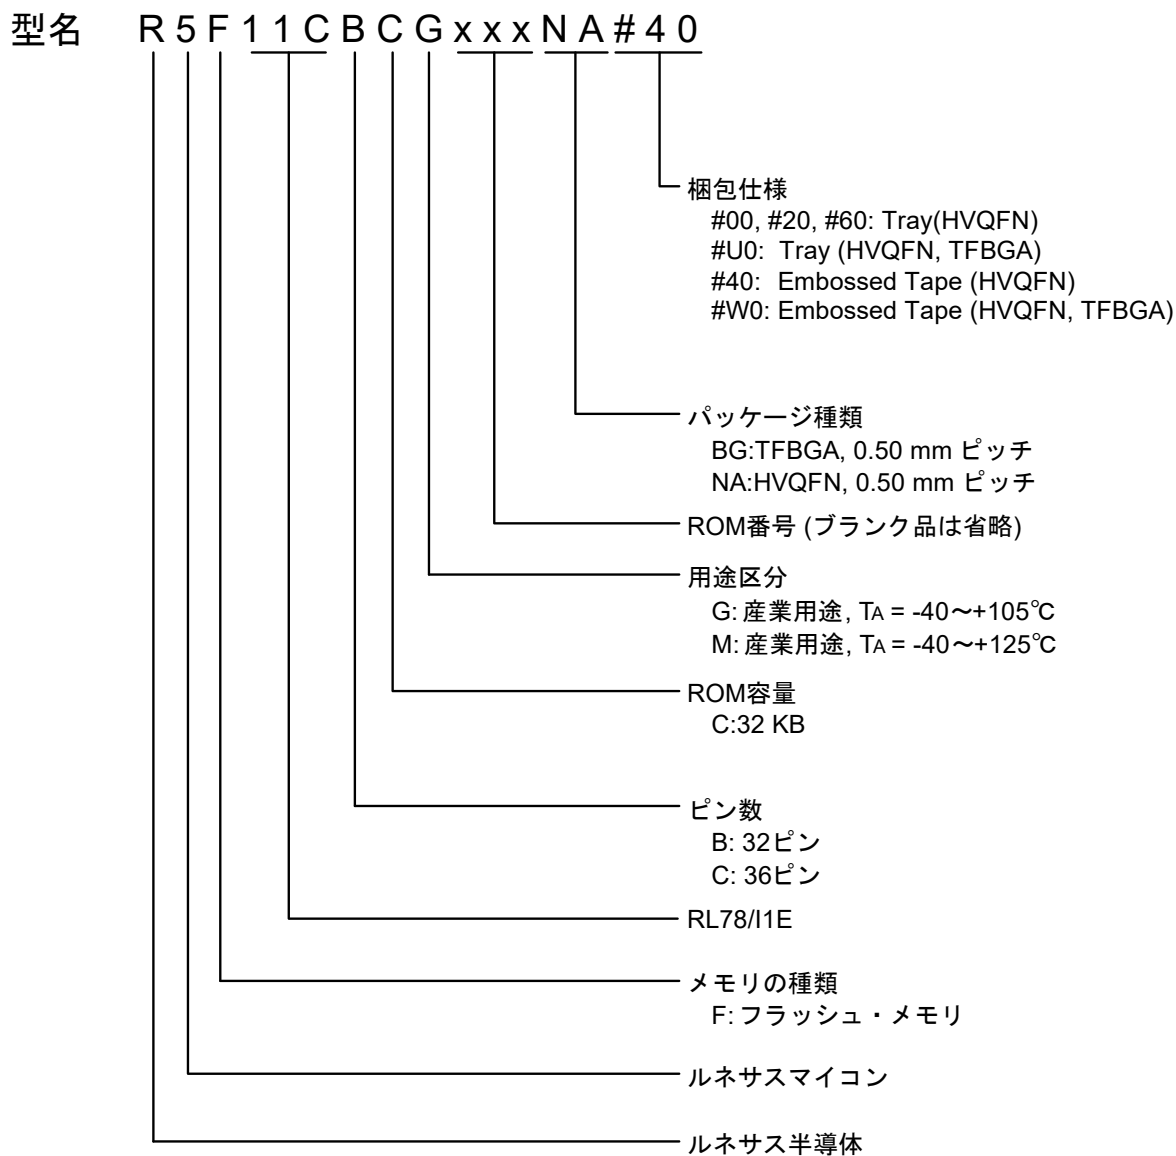 型名 R5F11CBCGxxxNA#40
梱包仕様
#00, #20, #60: Tray(HVQFN)
#U0: Tray (HVQFN, TFBGA)
#40: Embossed Tape (HVQFN)
#W0: Embossed Tape (HVQFN, TFBGA)
パッケージ種類
BG:TFBGA, 0.50 mm ピッチ
NA:HVQFN, 0.50 mm ピッチ
ROM番号 (ブランク品は省略)
用途区分
G: 産業用途, TA = -40～+105℃
M: 産業用途, TA = -40～+125℃
ROM容量
C:32 KB
ピン数
B: 32ピン
C: 36ピン
RL78/I1E
メモリの種類
F: フラッシュ・メモリ
ルネサスマイコン
ルネサス半導体